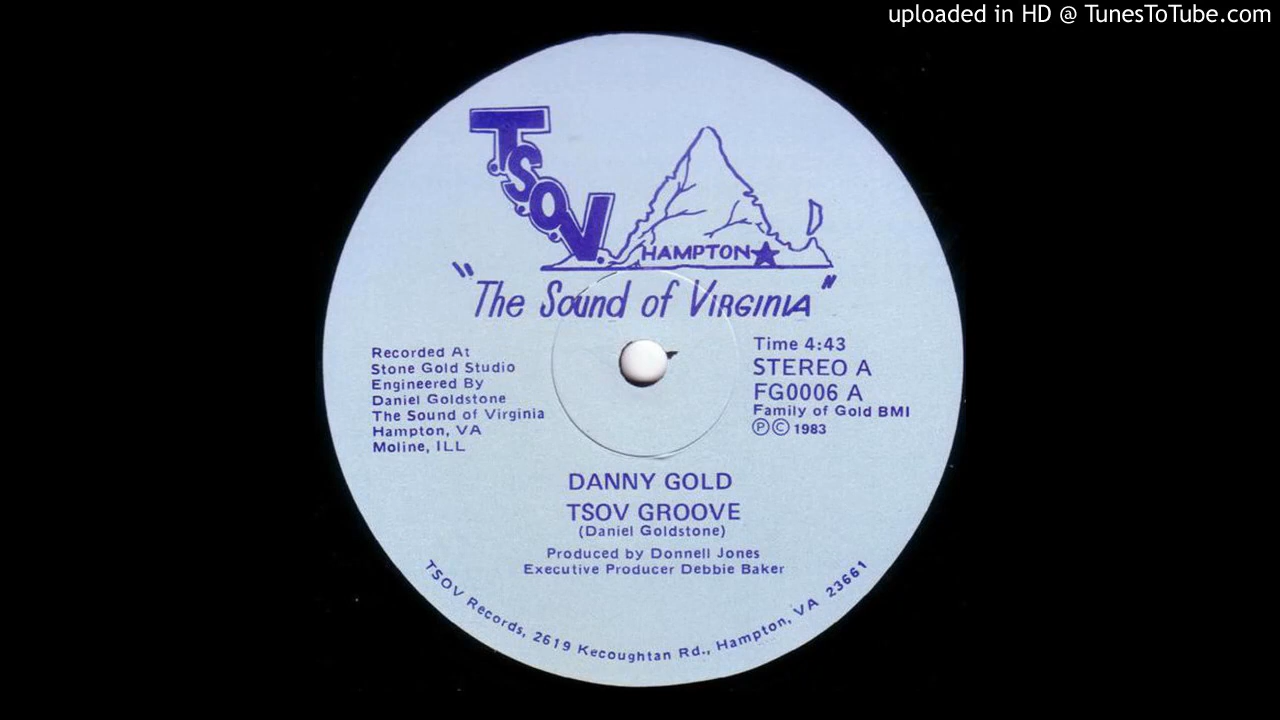 uploaded in HD @ TunesToTube.com
T.S.O.V.
HAMPTON
"The Sound of Virginia"
Recorded At
Stone Gold Studio
Engineered By
Daniel Goldstone
The Sound of Virginia
Hampton, VA
Moline, ILL
Time 4:43
STEREO A
FG0006 A
Family of Gold BMI
ⓅⒸ 1983
DANNY GOLD
TSOV GROOVE
(Daniel Goldstone)
Produced by Donnell Jones
Executive Producer Debbie Baker
TSOV Records, 2619 Kecoughtan Rd., Hampton, VA 23661